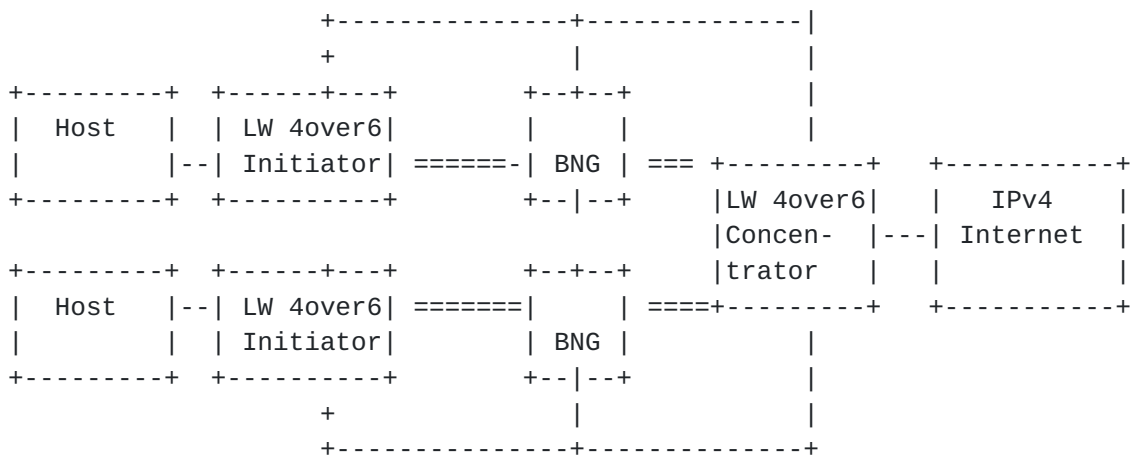 Host LW 4over6
Initiator BNG
LW 4over6 IPv4
Concen- Internet
trator
Host LW 4over6
Initiator BNG